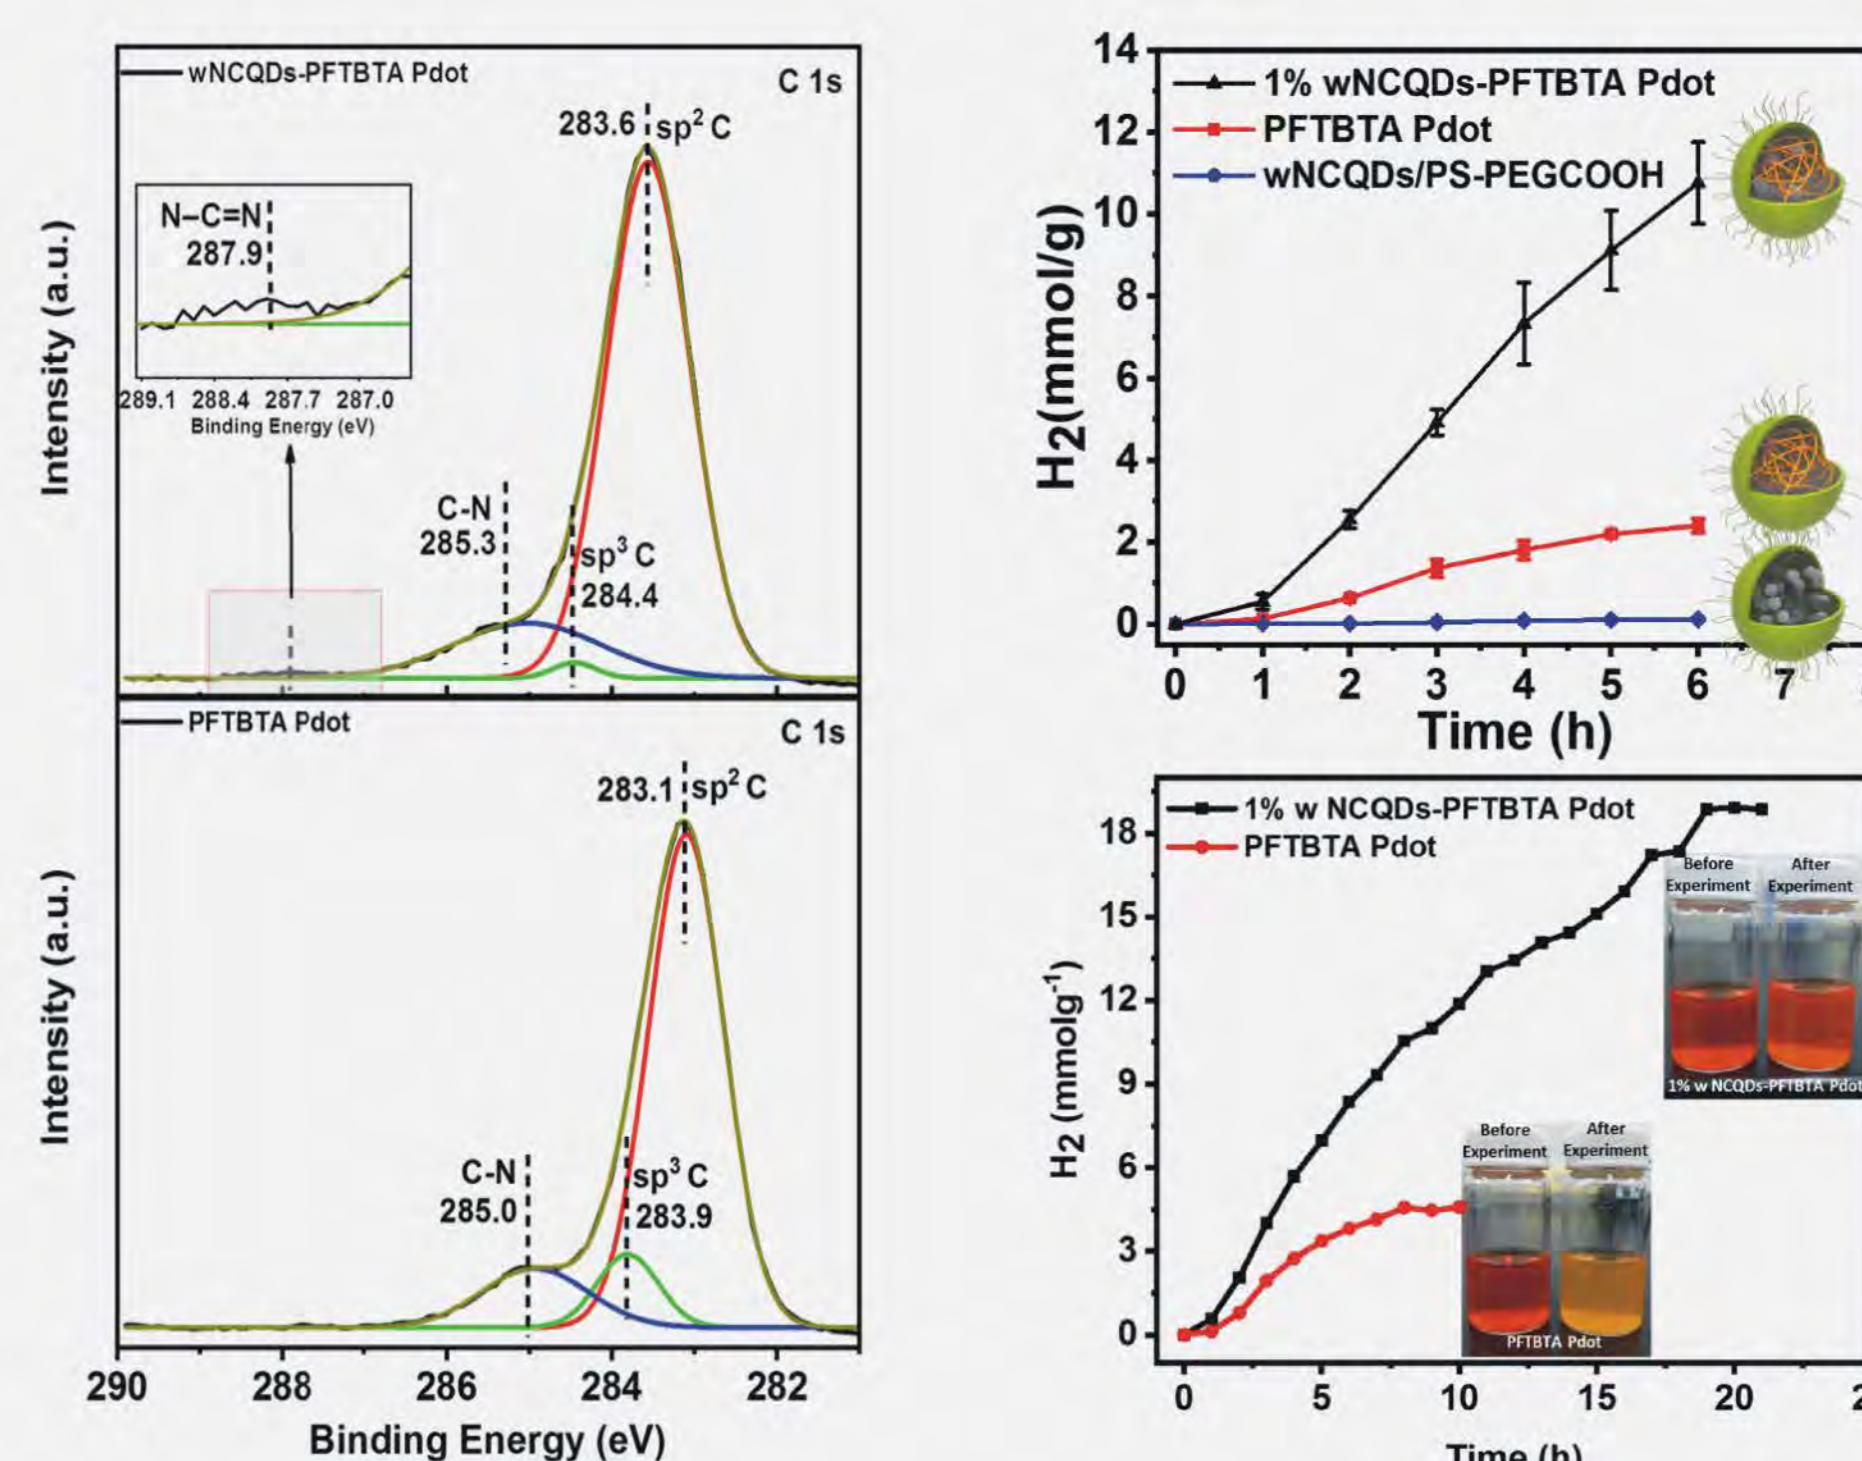 wNCQDs-PFTBTA Pdot
C 1s
283.6 sp² C
N–C=N
287.9
289.1 288.4 287.7 287.0
Binding Energy (eV)
C-N
285.3
sp³ C
284.4
Intensity (a.u.)
PFTBTA Pdot
C 1s
283.1 sp² C
C-N
285.0
sp³ C
283.9
Intensity (a.u.)
290 288 286 284 282
Binding Energy (eV)
14
12
10
8
6
4
2
0
H2(mmol/g)
1% wNCQDs-PFTBTA Pdot
PFTBTA Pdot
wNCQDs/PS-PEGCOOH
0 1 2 3 4 5 6 7
Time (h)
18
15
12
9
6
3
0
H2 (mmolg⁻¹)
1% w NCQDs-PFTBTA Pdot
PFTBTA Pdot
Before After
Experiment Experiment
1% w NCQDs-PFTBTA Pdot
Before After
Experiment Experiment
PFTBTA Pdot
0 5 10 15 20 2
Time (h)